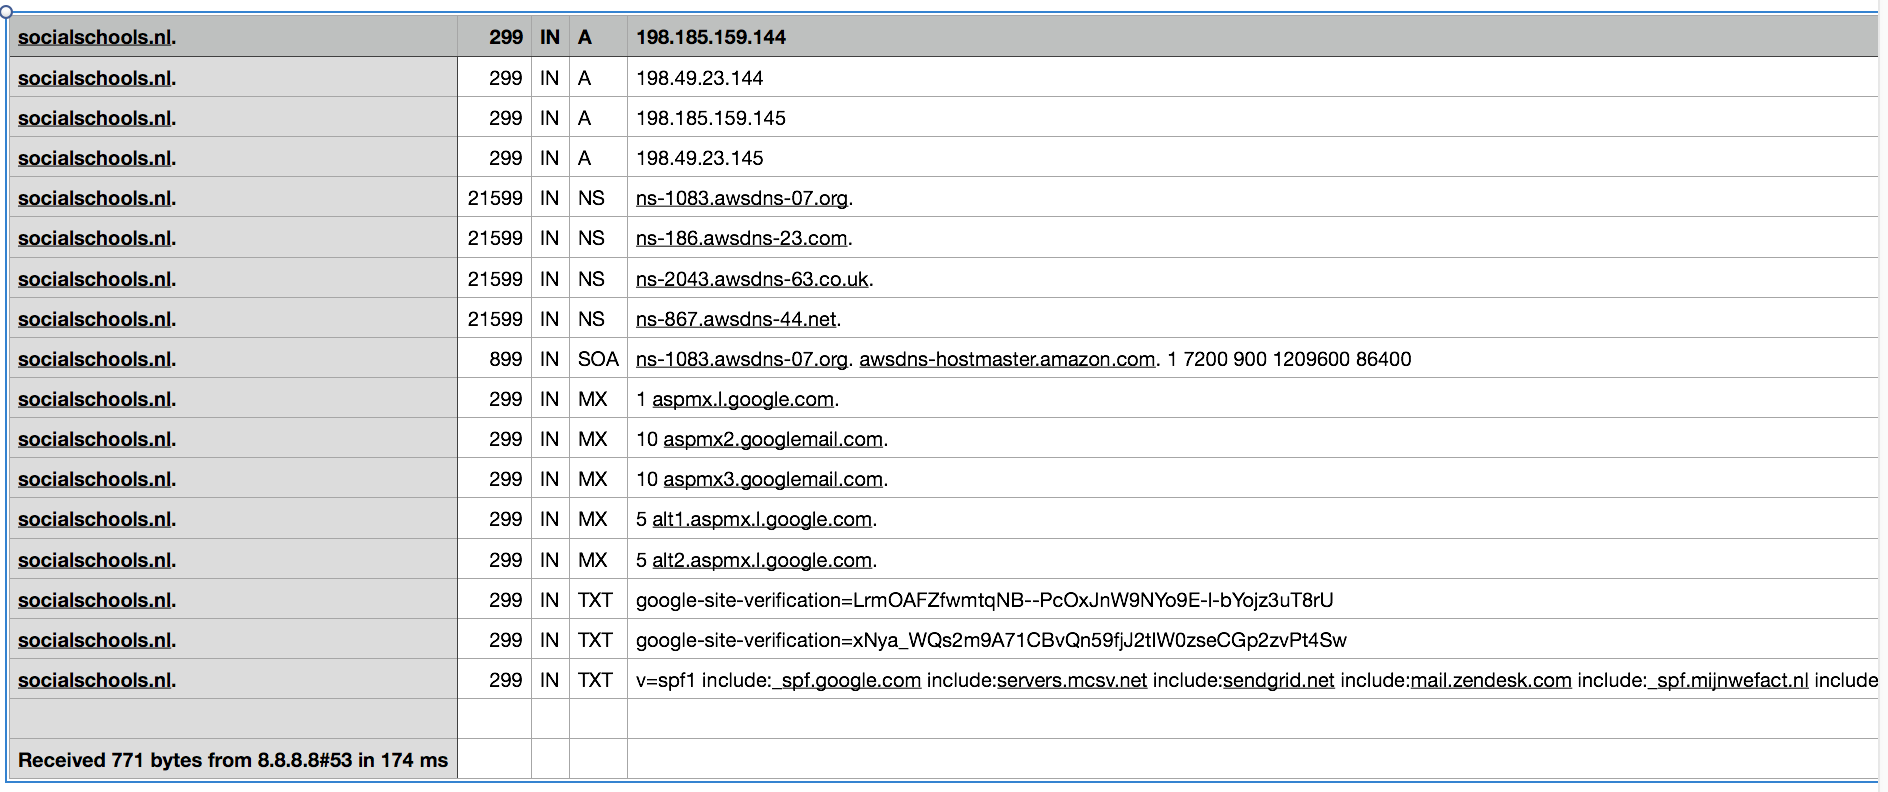 socialschools.nl. 299 IN A 198.185.159.144
socialschools.nl. 299 IN A 198.49.23.144
socialschools.nl. 299 IN A 198.185.159.145
socialschools.nl. 299 IN A 198.49.23.145
socialschools.nl. 21599 IN NS ns-1083.awsdns-07.org.
socialschools.nl. 21599 IN NS ns-186.awsdns-23.com.
socialschools.nl. 21599 IN NS ns-2043.awsdns-63.co.uk.
socialschools.nl. 21599 IN NS ns-867.awsdns-44.net.
socialschools.nl. 899 IN SOA ns-1083.awsdns-07.org. awsdns-hostmaster.amazon.com. 1 7200 900 1209600 86400
socialschools.nl. 299 IN MX 1 aspmx.l.google.com.
socialschools.nl. 299 IN MX 10 aspmx2.googlemail.com.
socialschools.nl. 299 IN MX 10 aspmx3.googlemail.com.
socialschools.nl. 299 IN MX 5 alt1.aspmx.l.google.com.
socialschools.nl. 299 IN MX 5 alt2.aspmx.l.google.com.
socialschools.nl. 299 IN TXT google-site-verification=LrmOAFZfwmtqNB--PcOxJnW9NYo9E-I-bYojz3uT8rU
socialschools.nl. 299 IN TXT google-site-verification=xNya_WQs2m9A71CBvQn59fjJ2tIW0zseCGp2zvPt4Sw
socialschools.nl. 299 IN TXT v=spf1 include:_spf.google.com include:servers.mcsv.net include:sendgrid.net include:mail.zendesk.com include:_spf.mijnwefact.nl include
Received 771 bytes from 8.8.8.8#53 in 174 ms